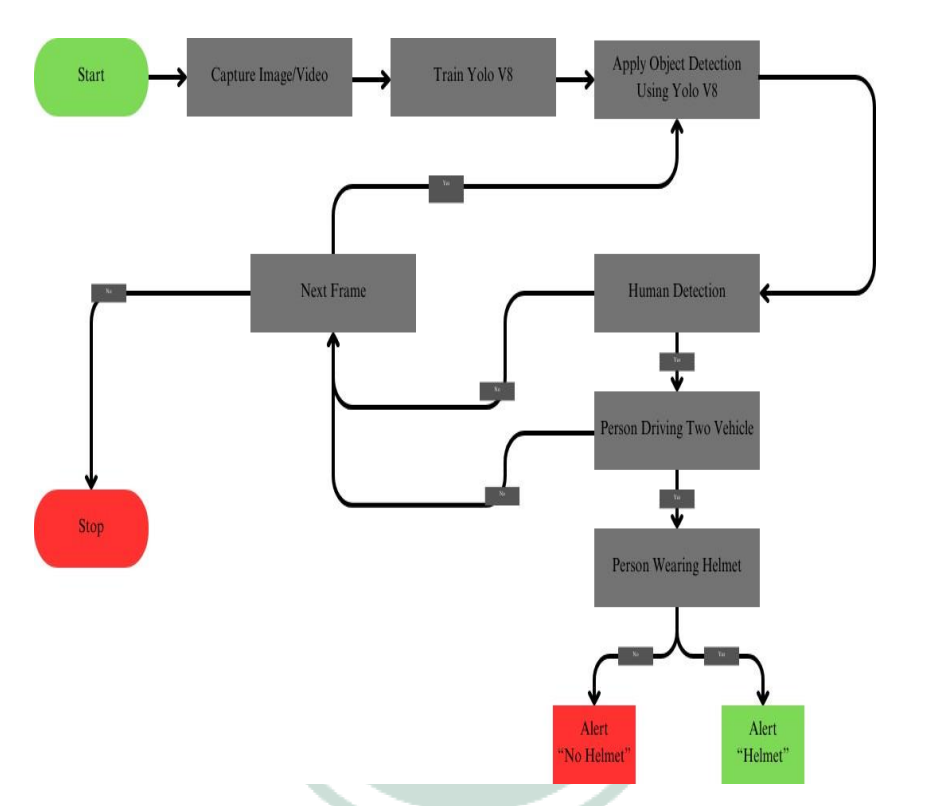 Start
Capture Image/Video
Train Yolo V8
Apply Object Detection
Using Yolo V8
Yes
Next Frame
Human Detection
No
Yes
No
Person Driving Two Vehicle
No
Yes
Stop
Person Wearing Helmet
No
Yes
Alert
“No Helmet”
Alert
“Helmet”